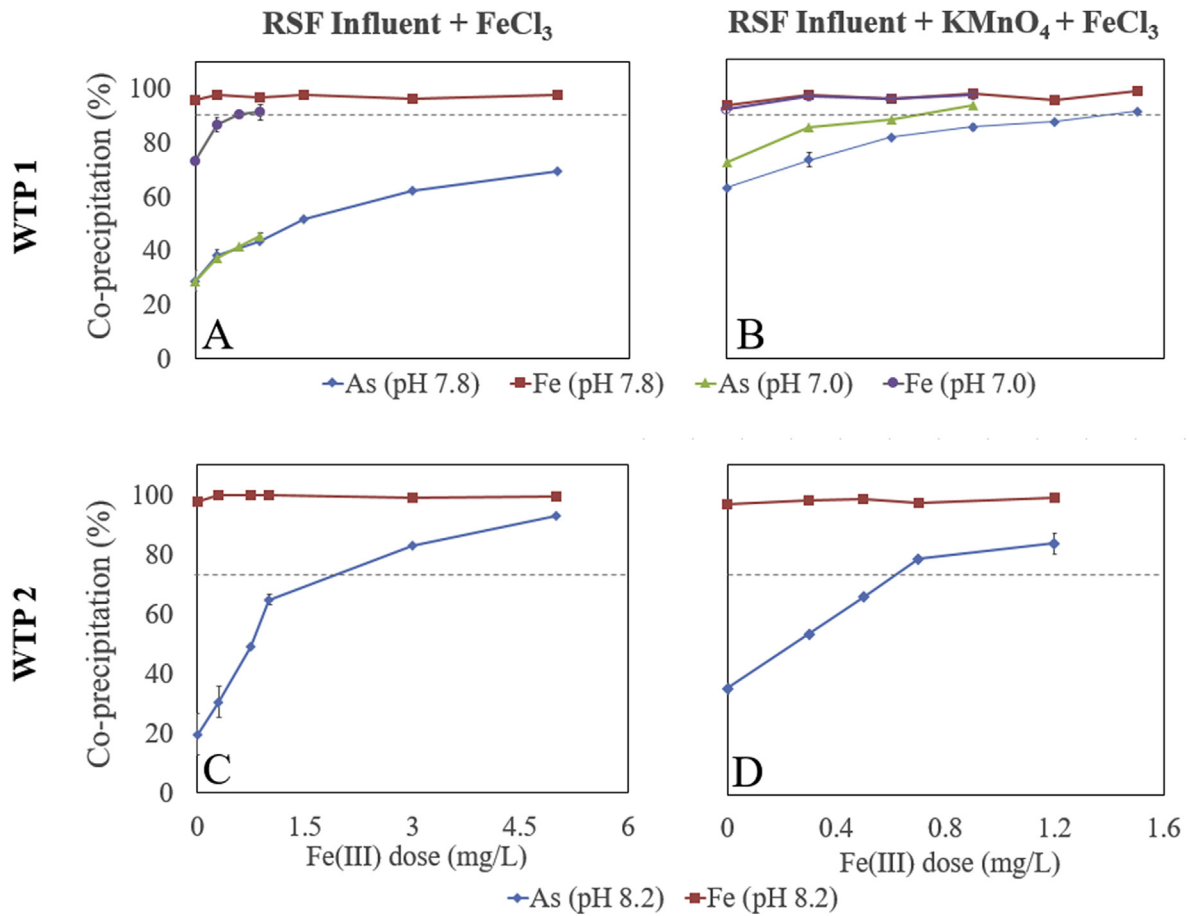 RSF Influent + FeCl₃
RSF Influent + KMnO₄ + FeCl₃
WTP 1
Co-precipitation (%)
100
80
60
40
20
0
A
B
As (pH 7.8)
Fe (pH 7.8)
As (pH 7.0)
Fe (pH 7.0)
WTP 2
Co-precipitation (%)
100
80
60
40
20
0
C
D
0 1.5 3 4.5 6
0 0.4 0.8 1.2 1.6
Fe(III) dose (mg/L)
Fe(III) dose (mg/L)
As (pH 8.2)
Fe (pH 8.2)